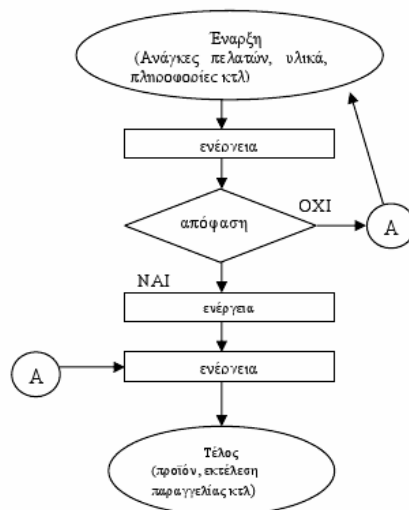 Έναρξη
(Ανάγκες πελατών, υλικά,
πληροφορίες κτλ)
ενέργεια
απόφαση
ΟΧΙ
Α
ΝΑΙ
ενέργεια
Α
ενέργεια
Τέλος
(προϊόν, εκτέλεση
παραγγελίας κτλ)